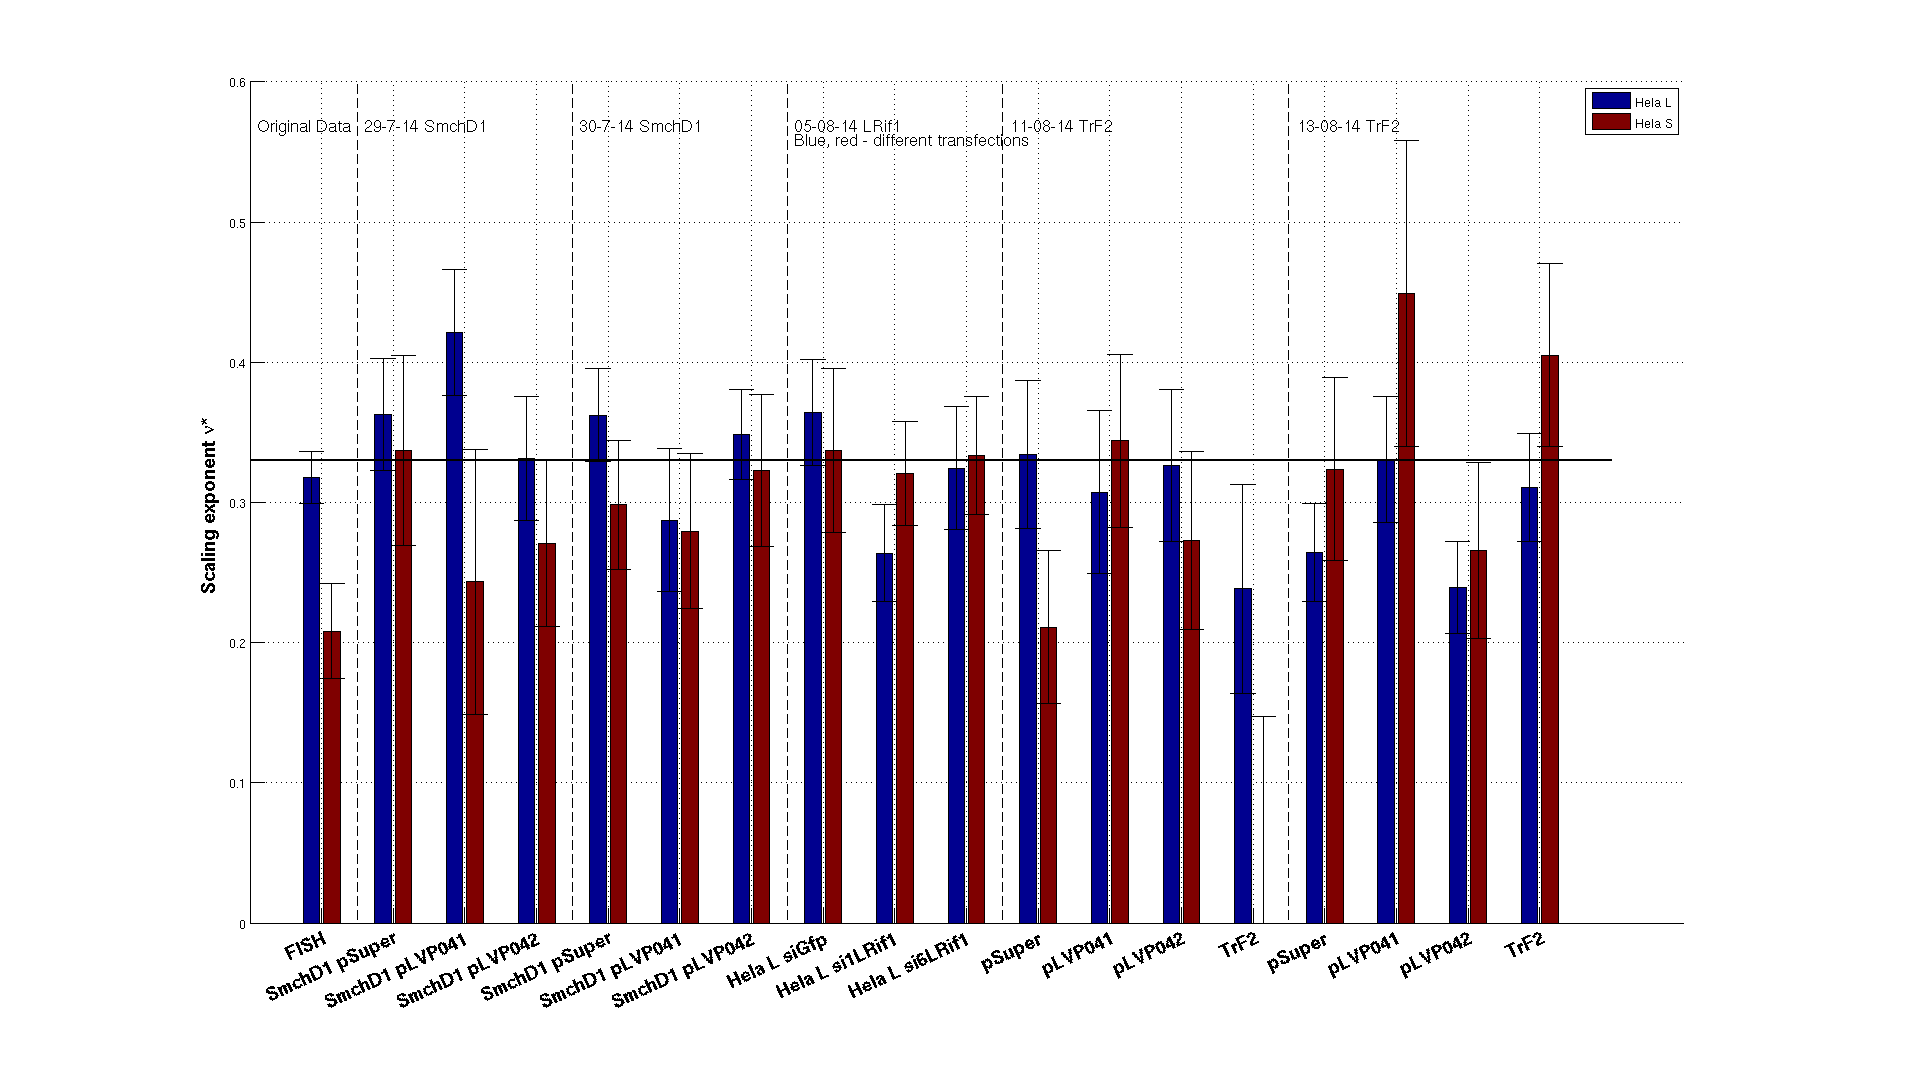 0.6
0.5
0.4
0.3
0.2
0.1
0
Scaling exponent ν*
Original Data
29-7-14 SmchD1
30-7-14 SmchD1
05-08-14 LRif1
Blue, red - different transfections
11-08-14 TrF2
13-08-14 TrF2
Hela L
Hela S
FISH
SmchD1 pSuper
SmchD1 pLVP041
SmchD1 pLVP042
SmchD1 pSuper
SmchD1 pLVP041
SmchD1 pLVP042
Hela L siGfp
Hela L si1LRif1
Hela L si6LRif1
pSuper
pLVP041
pLVP042
TrF2
pSuper
pLVP041
pLVP042
TrF2